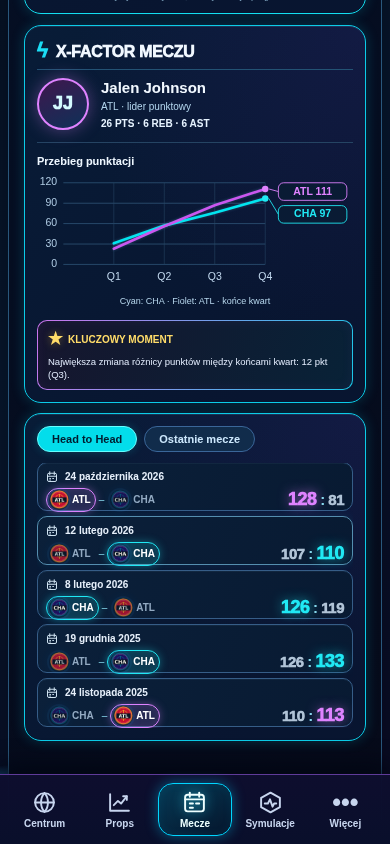 X-FACTOR MECZU
JJ
Jalen Johnson
ATL · lider punktowy
26 PTS · 6 REB · 6 AST
Przebieg punktacji
120
90
60
30
0
Q1 Q2 Q3 Q4
ATL 111
CHA 97
Cyan: CHA · Fiolet: ATL · końce kwart
KLUCZOWY MOMENT
Największa zmiana różnicy punktów między końcami kwart: 12 pkt
(Q3).
Head to Head Ostatnie mecze
24 października 2026
ATL ATL – CHA CHA 128 : 81
12 lutego 2026
ATL ATL – CHA CHA 107 : 110
8 lutego 2026
CHA CHA – ATL ATL 126 : 119
19 grudnia 2025
ATL ATL – CHA CHA 126 : 133
24 listopada 2025
CHA CHA – ATL ATL 110 : 113
Centrum Props Mecze Symulacje Więcej